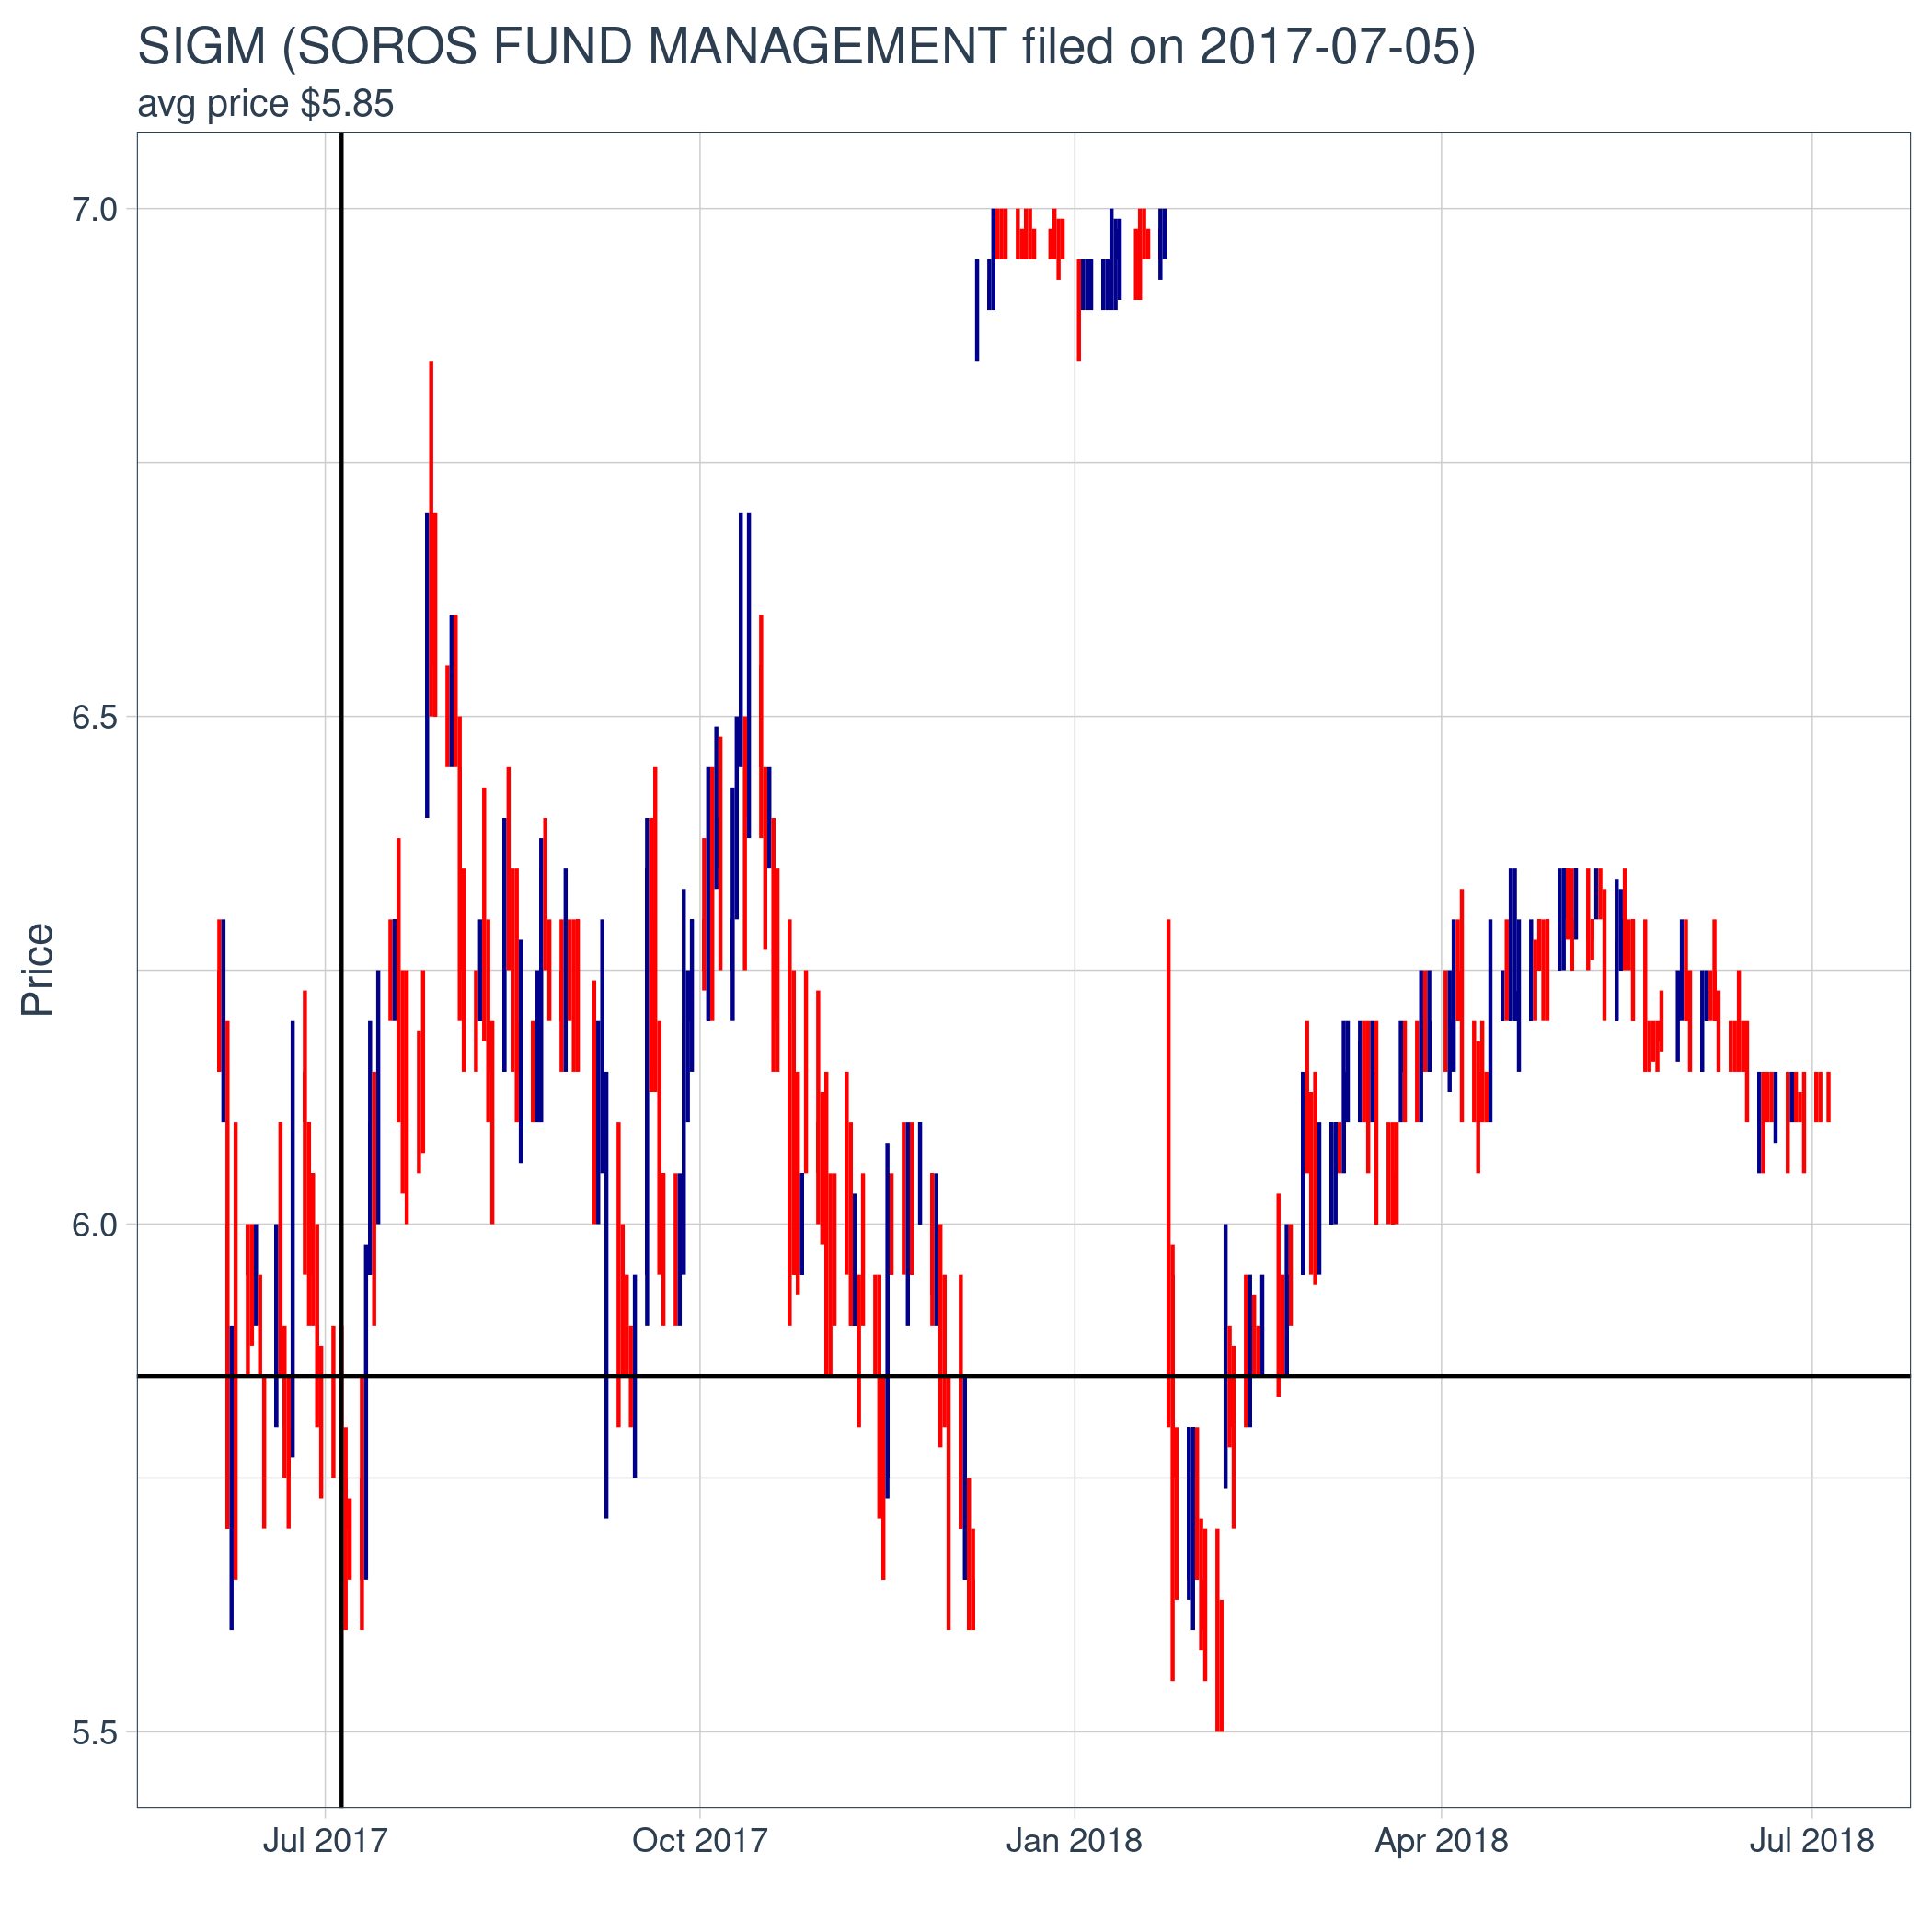 SIGM (SOROS FUND MANAGEMENT filed on 2017-07-05)
avg price $5.85
7.0
6.5
Price
6.0
5.5
Jul 2017 Oct 2017 Jan 2018 Apr 2018 Jul 2018